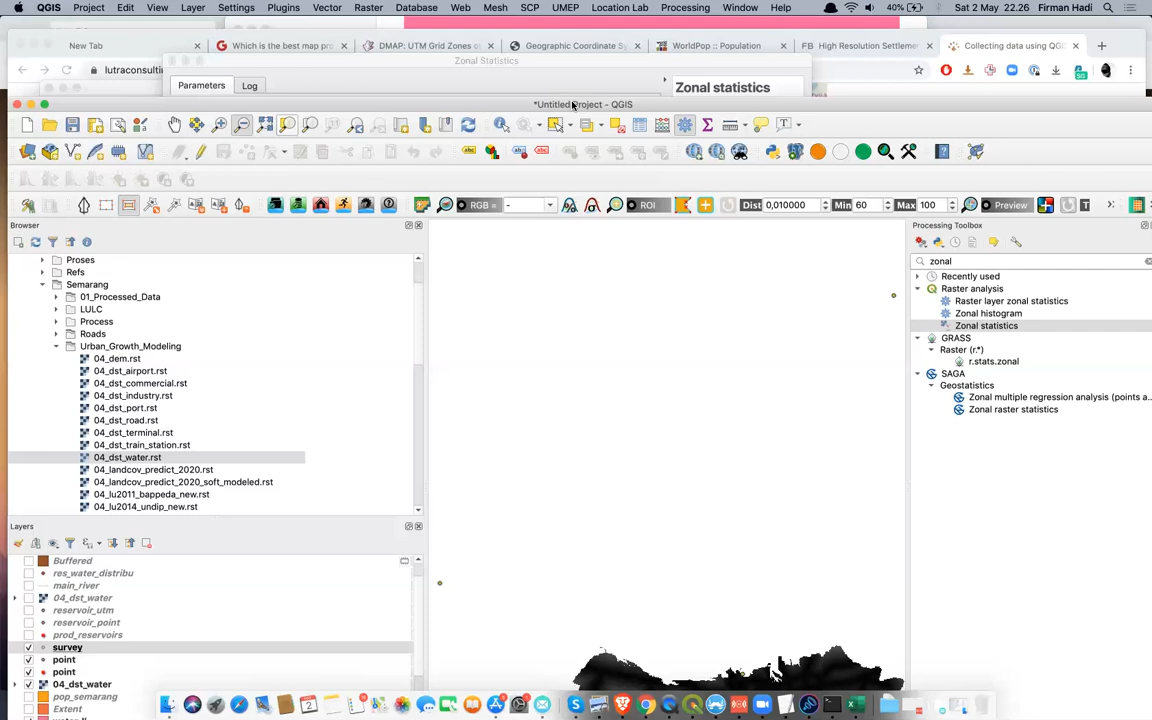 QGIS Project Edit View Layer Settings Plugins Vector Raster Database Web Mesh SCP UMEP Location Lab Processing Window Help 40% Sat 2 May 22.26 Firman Hadi
New Tab Which is the best map pro DMAP: UTM Grid Zones o Geographic Coordinate Sy WorldPop :: Population High Resolution Settleme Collecting data using QGI
lutraconsulti Zonal Statistics
Parameters Log Zonal statistics
*Untitled Project - QGIS
RGB = - ROI Dist 0,010000 Min 60 Max 100 Preview
Browser
Proses
Refs
Semarang
01_Processed_Data
LULC
Process
Roads
Urban_Growth_Modeling
04_dem.rst
04_dst_airport.rst
04_dst_commercial.rst
04_dst_industry.rst
04_dst_port.rst
04_dst_road.rst
04_dst_terminal.rst
04_dst_train_station.rst
04_dst_water.rst
04_landcov_predict_2020.rst
04_landcov_predict_2020_soft_modeled.rst
04_lu2011_bappeda_new.rst
04_lu2014_undip_new.rst
Layers
Buffered
res_water_distribu
main_river
04_dst_water
reservoir_utm
reservoir_point
prod_reservoirs
survey
point
point
04_dst_water
pop_semarang
Extent
Processing Toolbox
zonal
Recently used
Raster analysis
Raster layer zonal statistics
Zonal histogram
Zonal statistics
GRASS
Raster (r.*)
r.stats.zonal
SAGA
Geostatistics
Zonal multiple regression analysis (points a...
Zonal raster statistics